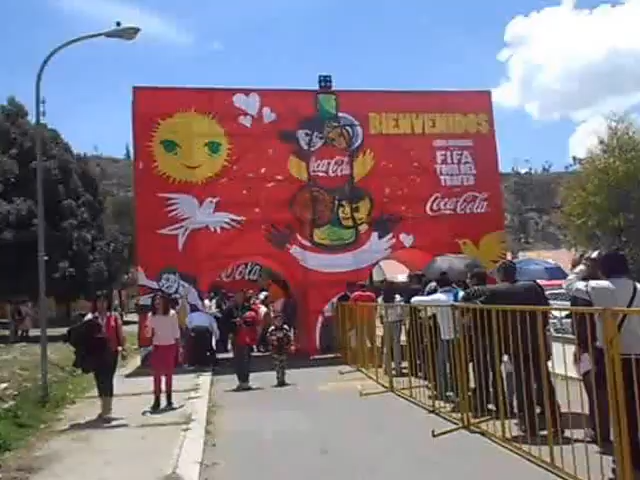 BIENVENIDOS
FIFA
TOUR DEL
TROFEO
Coca-Cola
Coca-Cola
Coca-Cola